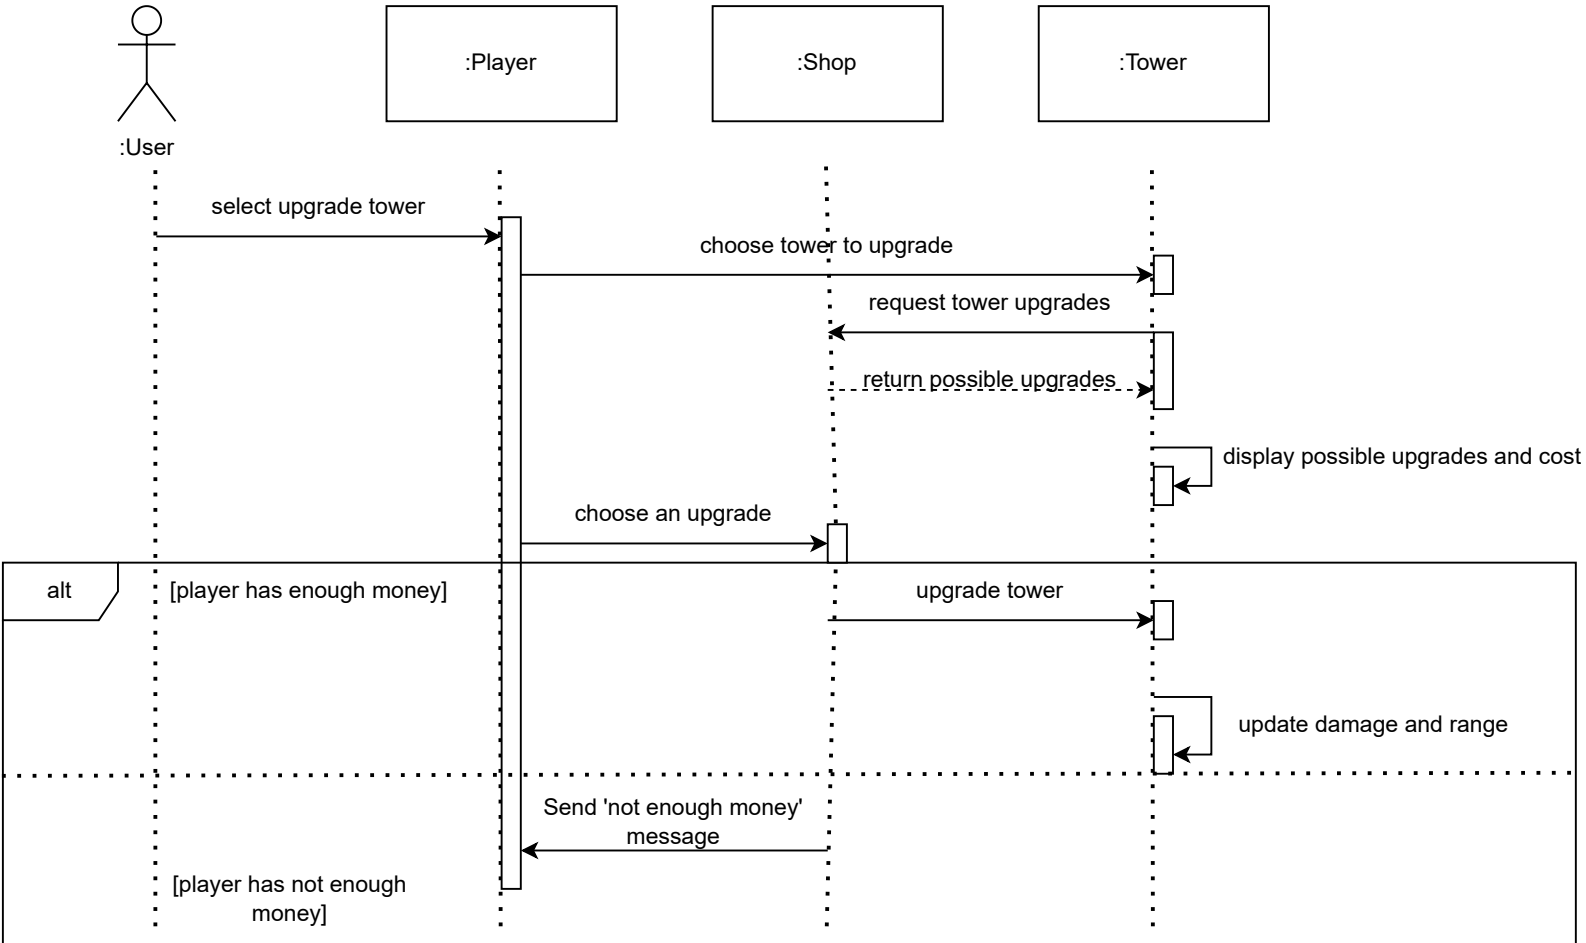 :User
:Player
:Shop
:Tower
select upgrade tower
choose tower to upgrade
request tower upgrades
return possible upgrades
display possible upgrades and cost
choose an upgrade
alt
[player has enough money]
upgrade tower
update damage and range
Send 'not enough money'
message
[player has not enough
money]